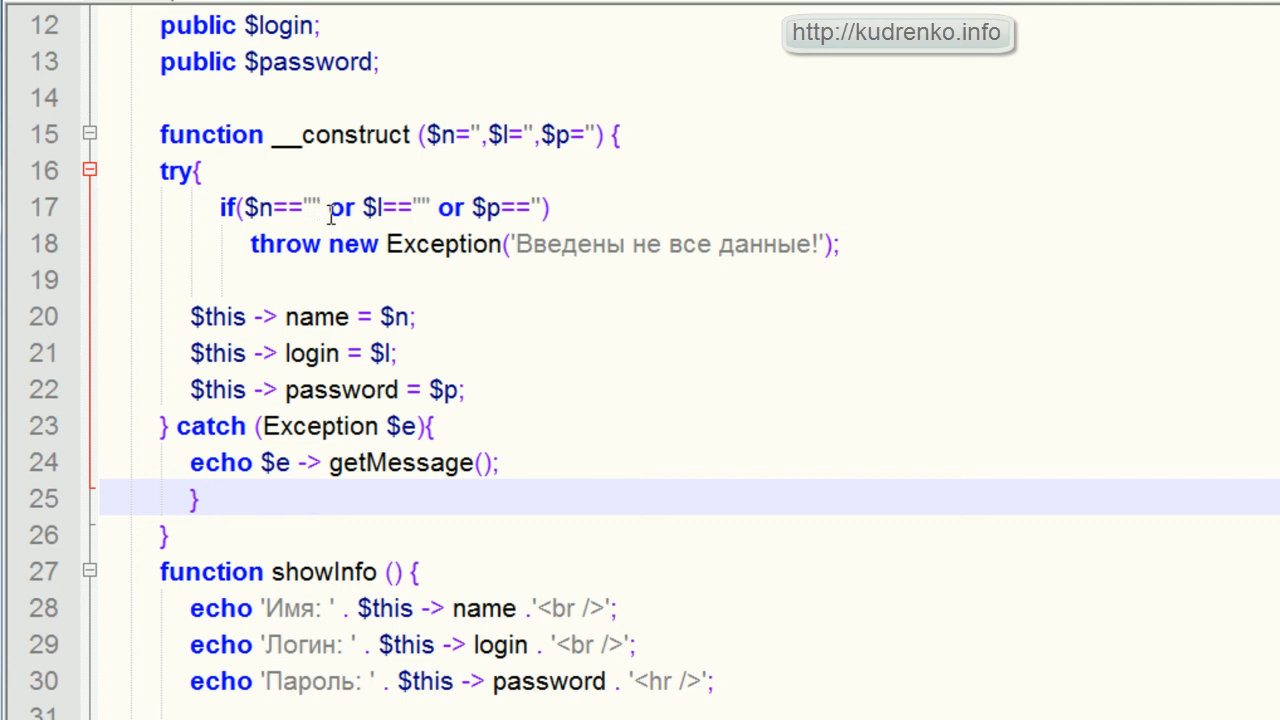 http://kudrenko.info
12 public $login;
13 public $password;
14
15 function __construct ($n='',$l='',$p='') {
16 try{
17 if($n=="" or $l=="" or $p=='')
18 throw new Exception('Введены не все данные!');
19
20 $this -> name = $n;
21 $this -> login = $l;
22 $this -> password = $p;
23 } catch (Exception $e){
24 echo $e -> getMessage();
25 }
26 }
27 function showInfo () {
28 echo 'Имя: ' . $this -> name .'<br />';
29 echo 'Логин: ' . $this -> login . '<br />';
30 echo 'Пароль: ' . $this -> password . '<hr />';
31